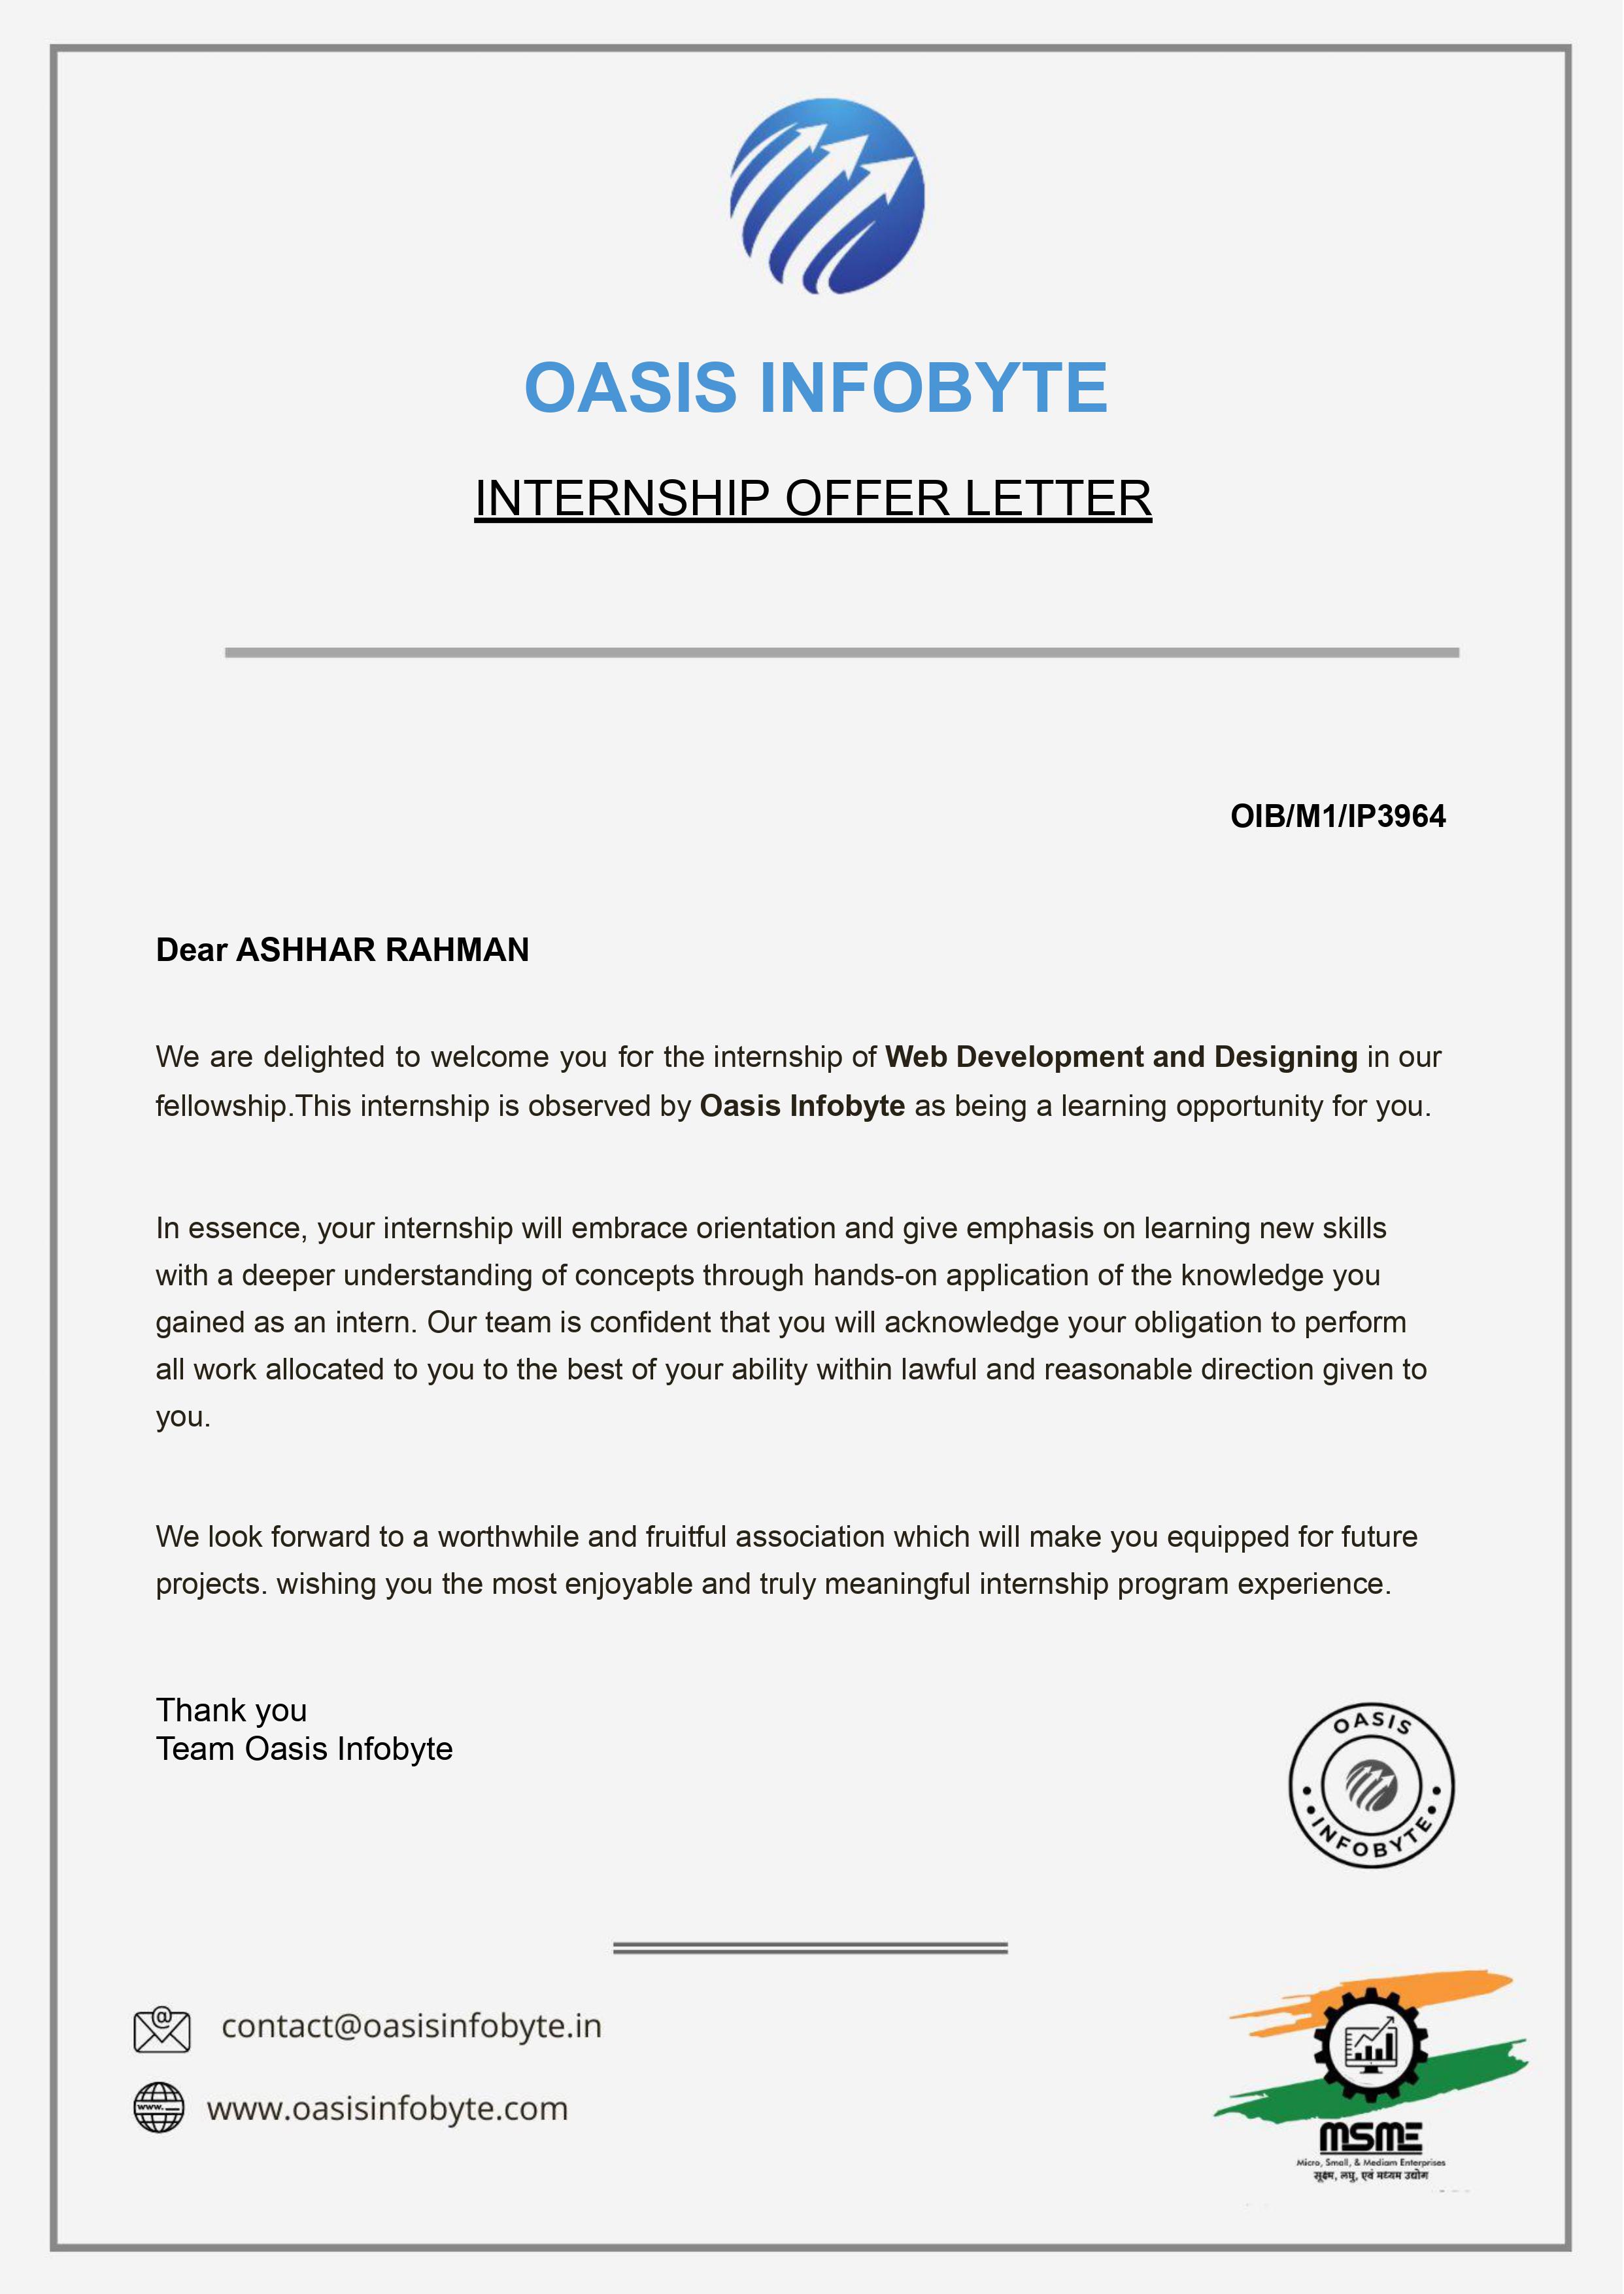 OASIS INFOBYTE
INTERNSHIP OFFER LETTER
OIB/M1/IP3964
Dear ASHHAR RAHMAN
We are delighted to welcome you for the internship of Web Development and Designing in our
fellowship.This internship is observed by Oasis Infobyte as being a learning opportunity for you.
In essence, your internship will embrace orientation and give emphasis on learning new skills
with a deeper understanding of concepts through hands-on application of the knowledge you
gained as an intern. Our team is confident that you will acknowledge your obligation to perform
all work allocated to you to the best of your ability within lawful and reasonable direction given to
you.
We look forward to a worthwhile and fruitful association which will make you equipped for future
projects. wishing you the most enjoyable and truly meaningful internship program experience.
Thank you
Team Oasis Infobyte
OASIS
INFOBYTE
@ contact@oasisinfobyte.in
www. www.oasisinfobyte.com
MSME
Micro, Small, & Mediam Enterprises
सूक्ष्म, लघु, एवं मध्यम उद्योग